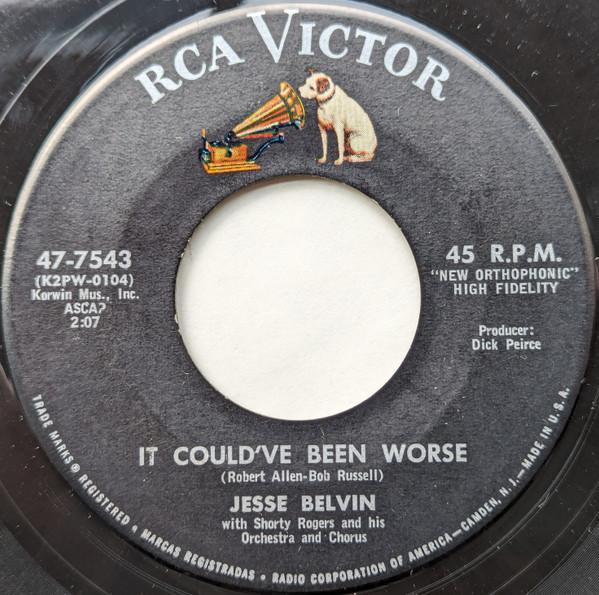 RCA VICTOR
47-7543
(K2PW-0104)
Korwin Mus., Inc.
ASCAP
2:07
45 R.P.M.
"NEW ORTHOPHONIC"
HIGH FIDELITY
Producer:
Dick Peirce
IT COULD'VE BEEN WORSE
(Robert Allen-Bob Russell)
JESSE BELVIN
with Shorty Rogers and his
Orchestra and Chorus
TRADE MARKS ® REGISTERED • MARCAS REGISTRADAS • RADIO CORPORATION OF AMERICA—CAMDEN, N. J.—MADE IN U. S. A.